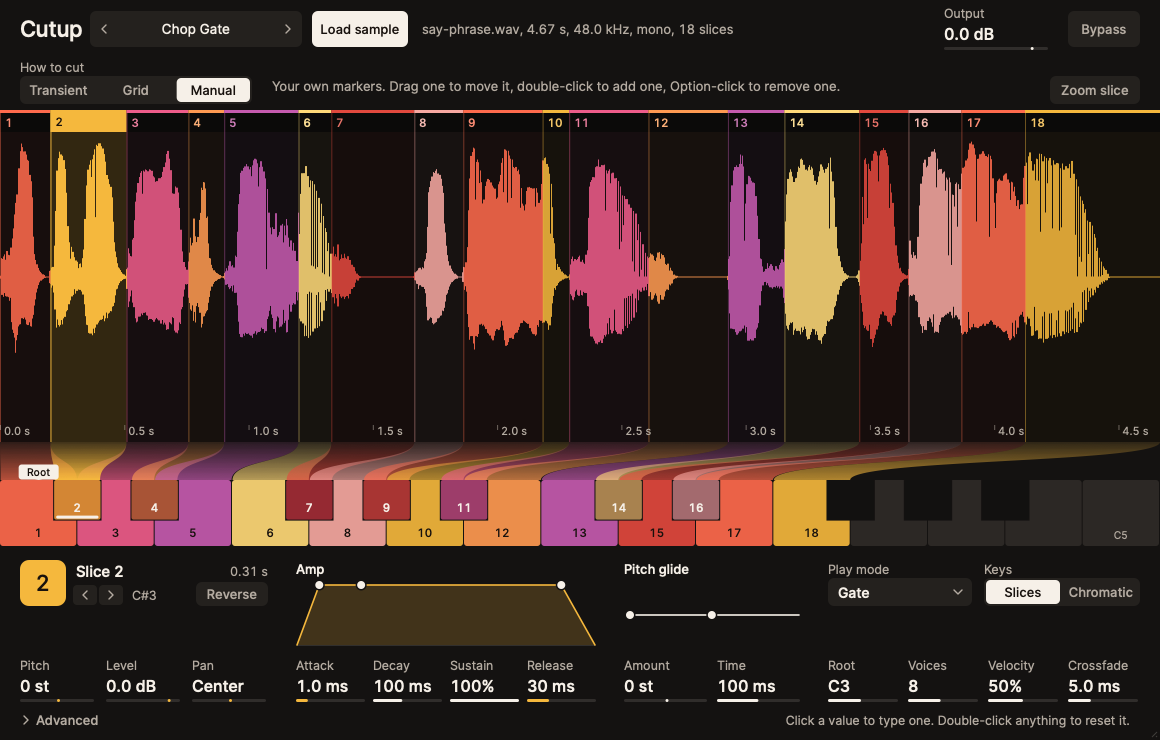 Cutup
Chop Gate
Load sample
say-phrase.wav, 4.67 s, 48.0 kHz, mono, 18 slices
Output
0.0 dB
Bypass
How to cut
Transient Grid Manual
Your own markers. Drag one to move it, double-click to add one, Option-click to remove one.
Zoom slice
1 2 3 4 5 6 7 8 9 10 11 12 13 14 15 16 17 18
0.0 s 0.5 s 1.0 s 1.5 s 2.0 s 2.5 s 3.0 s 3.5 s 4.0 s 4.5 s
Root
2 4 7 9 11 14 16
1 3 5 6 8 10 12 13 15 17 18 C5
2
Slice 2
0.31 s
C#3
Reverse
Amp
Pitch glide
Play mode
Gate
Keys
Slices Chromatic
Pitch Level Pan Attack Decay Sustain Release Amount Time Root Voices Velocity Crossfade
0 st 0.0 dB Center 1.0 ms 100 ms 100% 30 ms 0 st 100 ms C3 8 50% 5.0 ms
Advanced
Click a value to type one. Double-click anything to reset it.